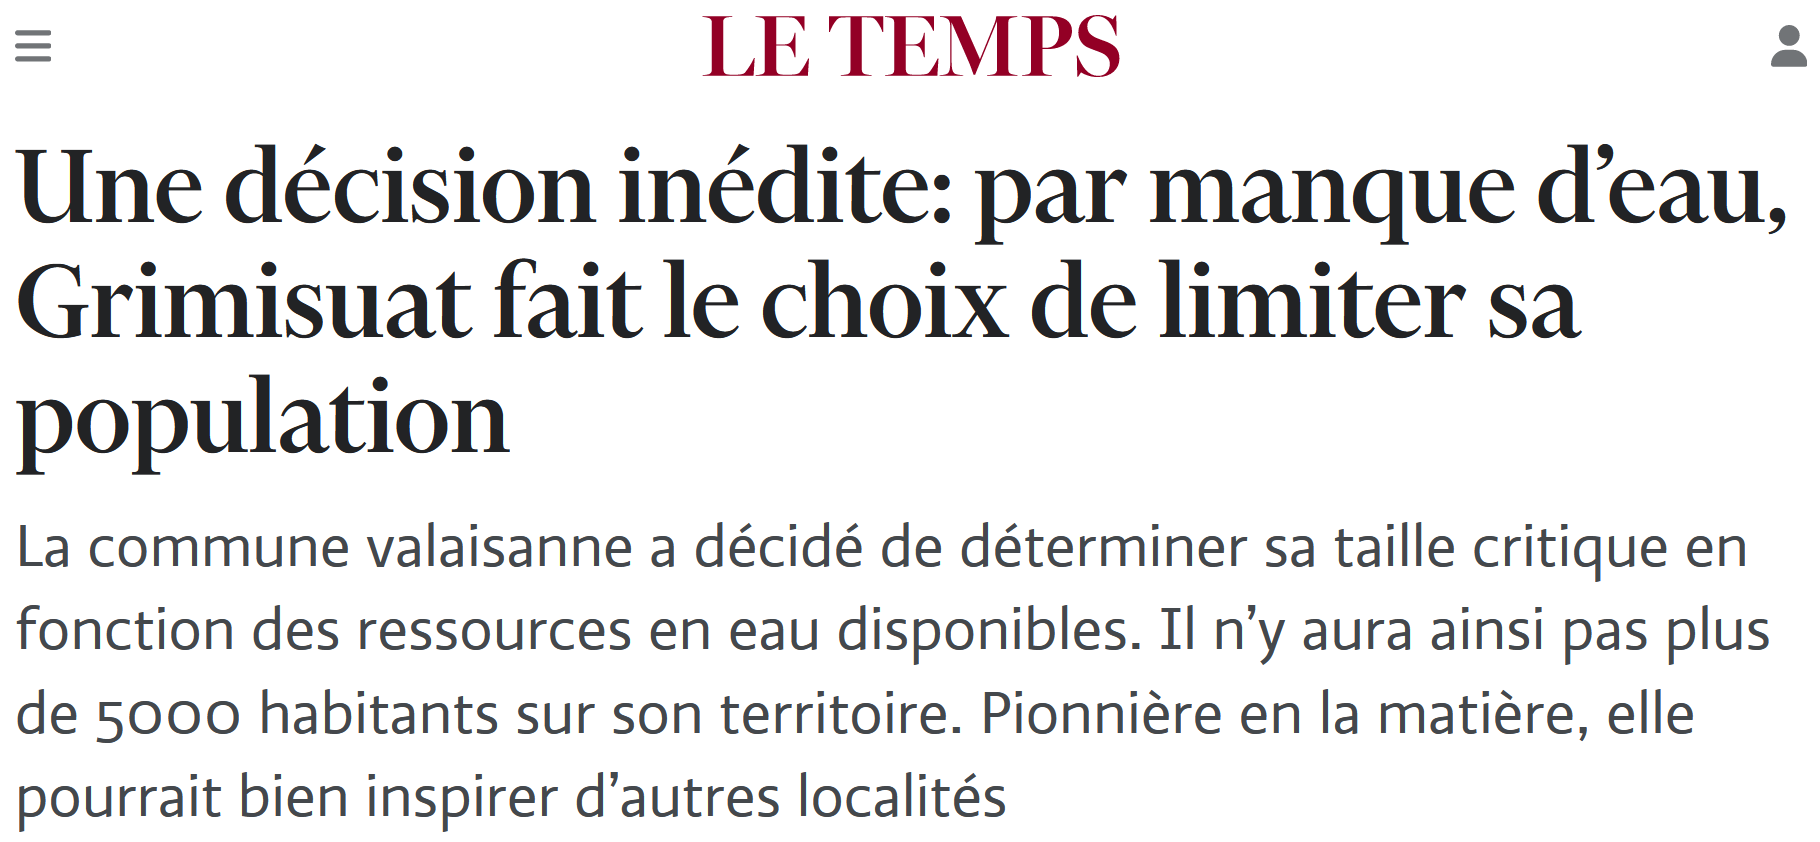 LE TEMPS
Une décision inédite: par manque d’eau,
Grimisuat fait le choix de limiter sa
population
La commune valaisanne a décidé de déterminer sa taille critique en
fonction des ressources en eau disponibles. Il n’y aura ainsi pas plus
de 5000 habitants sur son territoire. Pionnière en la matière, elle
pourrait bien inspirer d’autres localités